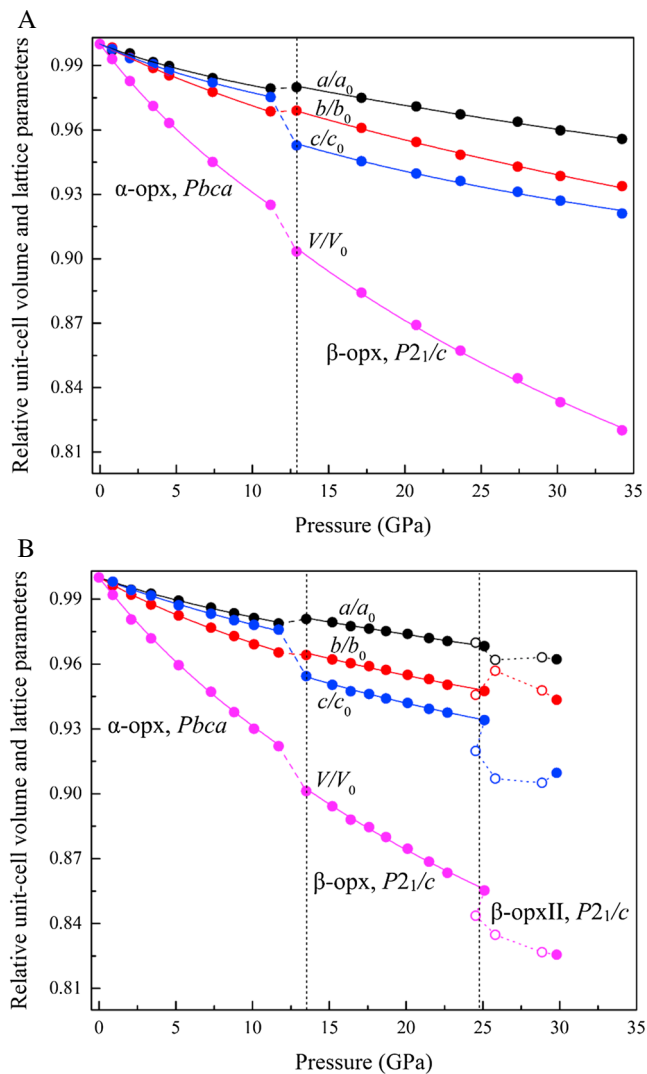 A
Relative unit-cell volume and lattice parameters
0.99
0.96
0.93
0.90
0.87
0.84
0.81
a/a₀
b/b₀
c/c₀
α-opx, Pbca
V/V₀
β-opx, P2₁/c
0 5 10 15 20 25 30 35
Pressure (GPa)
B
Relative unit-cell volume and lattice parameters
0.99
0.96
0.93
0.90
0.87
0.84
0.81
a/a₀
b/b₀
c/c₀
α-opx, Pbca
V/V₀
β-opx, P2₁/c
β-opxII, P2₁/c
0 5 10 15 20 25 30 35
Pressure (GPa)